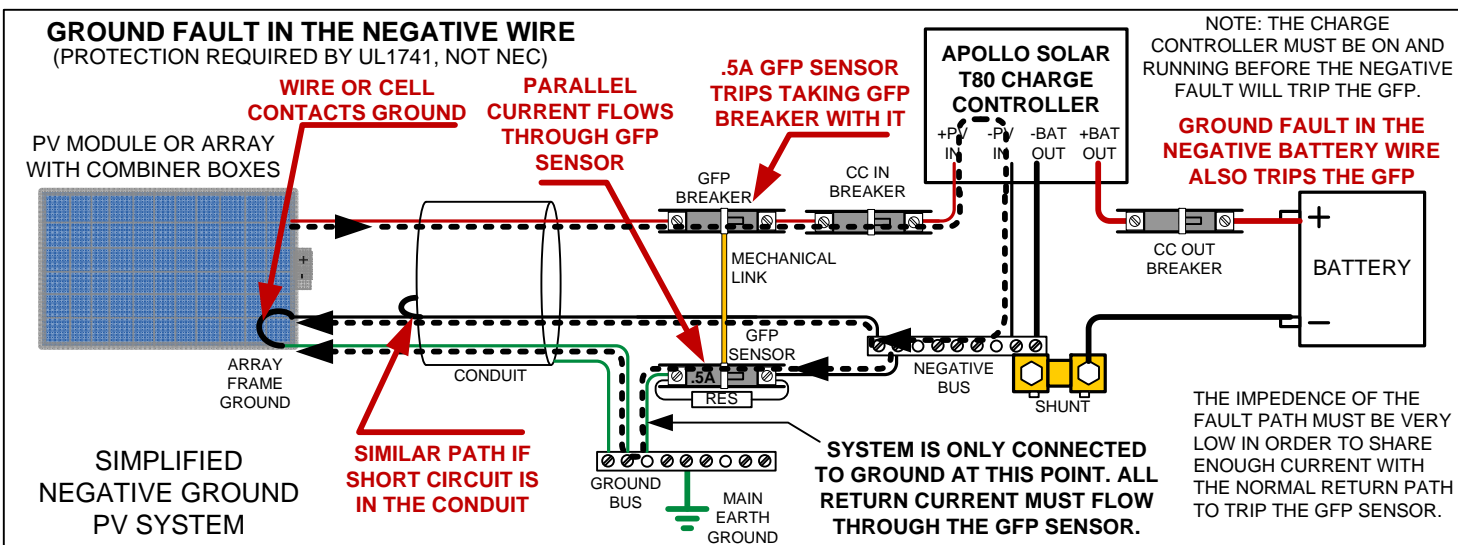 GROUND FAULT IN THE NEGATIVE WIRE
(PROTECTION REQUIRED BY UL1741, NOT NEC)
WIRE OR CELL
CONTACTS GROUND
PARALLEL
CURRENT FLOWS
THROUGH GFP
SENSOR
.5A GFP SENSOR
TRIPS TAKING GFP
BREAKER WITH IT
APOLLO SOLAR
T80 CHARGE
CONTROLLER
+PV
IN
-PV
IN
-BAT
OUT
+BAT
OUT
NOTE: THE CHARGE
CONTROLLER MUST BE ON AND
RUNNING BEFORE THE NEGATIVE
FAULT WILL TRIP THE GFP.
GROUND FAULT IN THE
NEGATIVE BATTERY WIRE
ALSO TRIPS THE GFP
PV MODULE OR ARRAY
WITH COMBINER BOXES
+
-
GFP
BREAKER
CC IN
BREAKER
MECHANICAL
LINK
CC OUT
BREAKER
+
BATTERY
–
ARRAY
FRAME
GROUND
CONDUIT
GFP
SENSOR
.5A
RES
NEGATIVE
BUS
SHUNT
SIMILAR PATH IF
SHORT CIRCUIT IS
IN THE CONDUIT
GROUND
BUS
MAIN
EARTH
GROUND
SYSTEM IS ONLY CONNECTED
TO GROUND AT THIS POINT. ALL
RETURN CURRENT MUST FLOW
THROUGH THE GFP SENSOR.
THE IMPEDENCE OF THE
FAULT PATH MUST BE VERY
LOW IN ORDER TO SHARE
ENOUGH CURRENT WITH
THE NORMAL RETURN PATH
TO TRIP THE GFP SENSOR.
SIMPLIFIED
NEGATIVE GROUND
PV SYSTEM